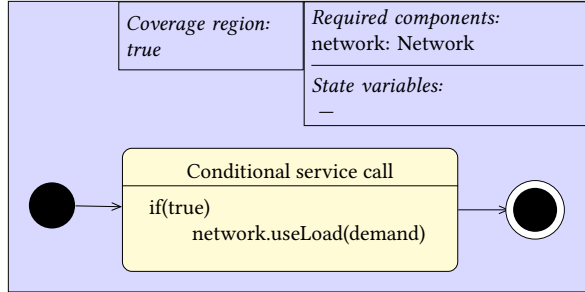 Coverage region:
true
Required components:
network: Network
State variables:
—
Conditional service call
if(true)
network.useLoad(demand)